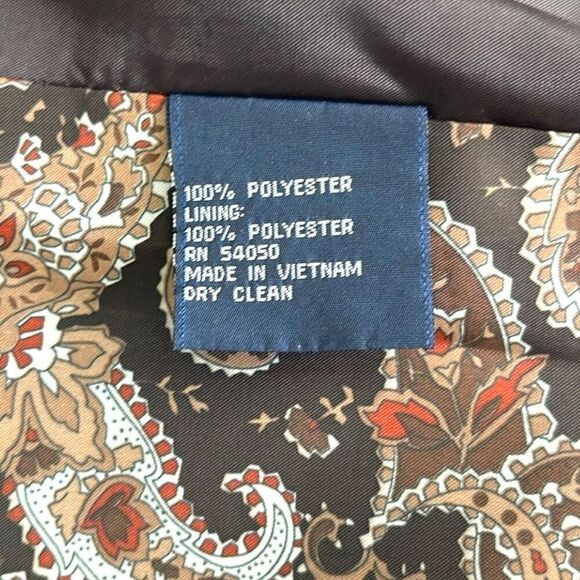 100% POLYESTER
LINING:
100% POLYESTER
RN 54050
MADE IN VIETNAM
DRY CLEAN